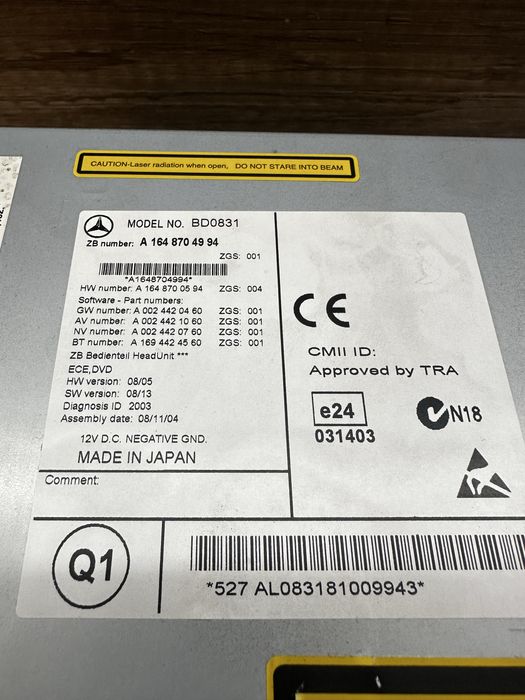 CAUTION-Laser radiation when open, DO NOT STARE INTO BEAM
MODEL NO. BD0831
ZB number: A 164 870 49 94
ZGS: 001
*A1648704994*
HW number: A 164 870 05 94 ZGS: 004
Software - Part numbers:
GW number: A 002 442 04 60 ZGS: 001
AV number: A 002 442 10 60 ZGS: 001
NV number: A 002 442 07 60 ZGS: 001
BT number: A 169 442 45 60 ZGS: 001
ZB Bedienteil HeadUnit ***
ECE,DVD
HW version: 08/05
SW version: 08/13
Diagnosis ID 2003
Assembly date: 08/11/04
12V D.C. NEGATIVE GND.
MADE IN JAPAN
Comment:
CE
CMII ID:
Approved by TRA
e24
031403
N18
Q1
*527 AL083181009943*